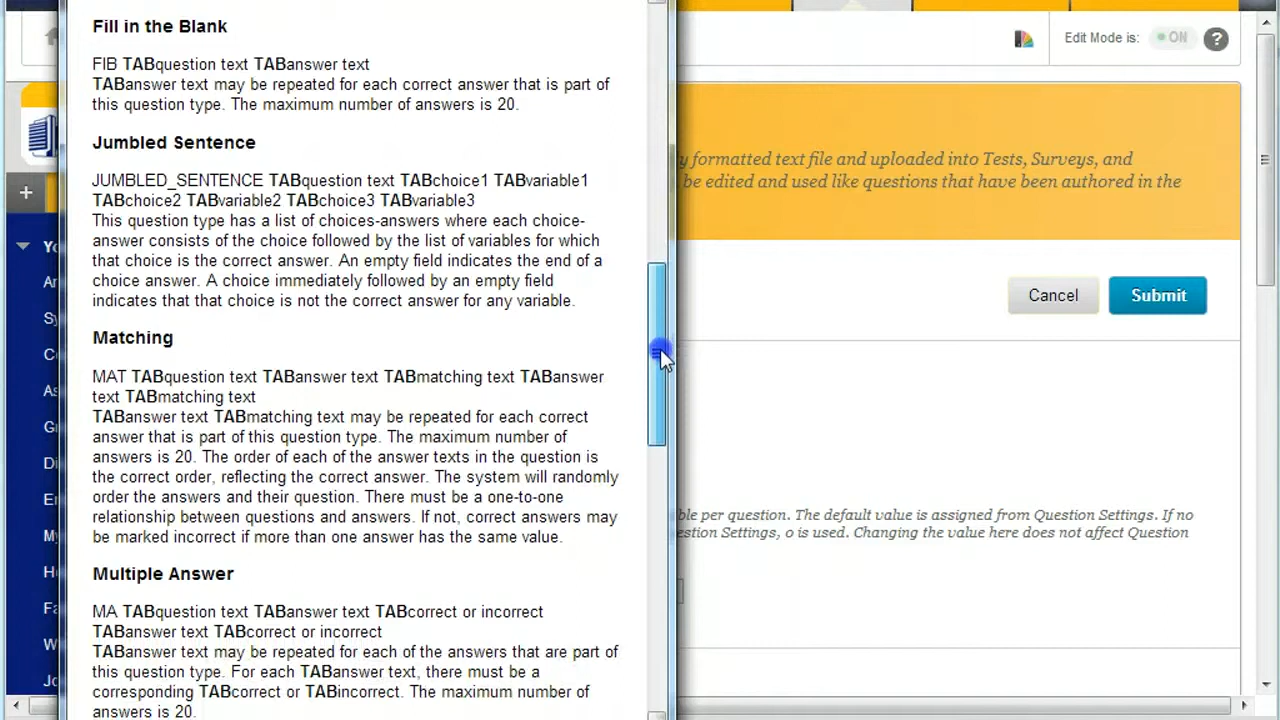 Fill in the Blank
FIB TABquestion text TABanswer text
TABanswer text may be repeated for each correct answer that is part of
this question type. The maximum number of answers is 20.
Jumbled Sentence
JUMBLED_SENTENCE TABquestion text TABchoice1 TABvariable1
TABchoice2 TABvariable2 TABchoice3 TABvariable3
This question type has a list of choices-answers where each choice-
answer consists of the choice followed by the list of variables for which
that choice is the correct answer. An empty field indicates the end of a
choice answer. A choice immediately followed by an empty field
indicates that that choice is not the correct answer for any variable.
Matching
MAT TABquestion text TABanswer text TABmatching text TABanswer
text TABmatching text
TABanswer text TABmatching text may be repeated for each correct
answer that is part of this question type. The maximum number of
answers is 20. The order of each of the answer texts in the question is
the correct order, reflecting the correct answer. The system will randomly
order the answers and their question. There must be a one-to-one
relationship between questions and answers. If not, correct answers may
be marked incorrect if more than one answer has the same value.
Multiple Answer
MA TABquestion text TABanswer text TABcorrect or incorrect
TABanswer text TABcorrect or incorrect
TABanswer text may be repeated for each of the answers that are part of
this question type. For each TABanswer text, there must be a
corresponding TABcorrect or TABincorrect. The maximum number of
answers is 20.
Edit Mode is: ON ?
y formatted text file and uploaded into Tests, Surveys, and
be edited and used like questions that have been authored in the
Cancel Submit
ble per question. The default value is assigned from Question Settings. If no
estion Settings, 0 is used. Changing the value here does not affect Question
+
Yo
An
Sy
Co
As
Gr
Di
En
My
He
Fa
W
Jo